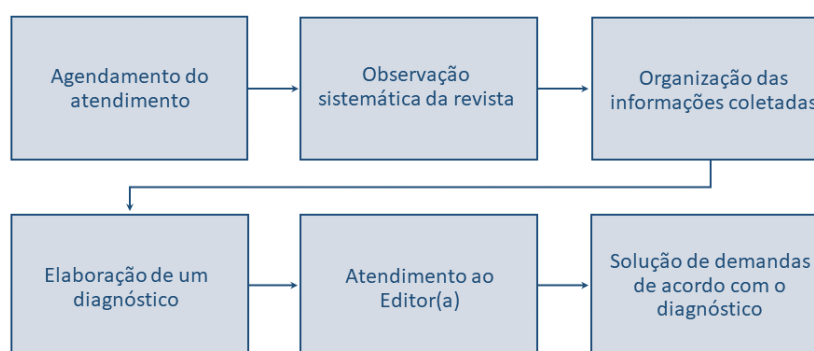 Agendamento do
atendimento
Observação
sistemática da revista
Organização das
informações coletadas
Elaboração de um
diagnóstico
Atendimento ao
Editor(a)
Solução de demandas
de acordo com o
diagnóstico